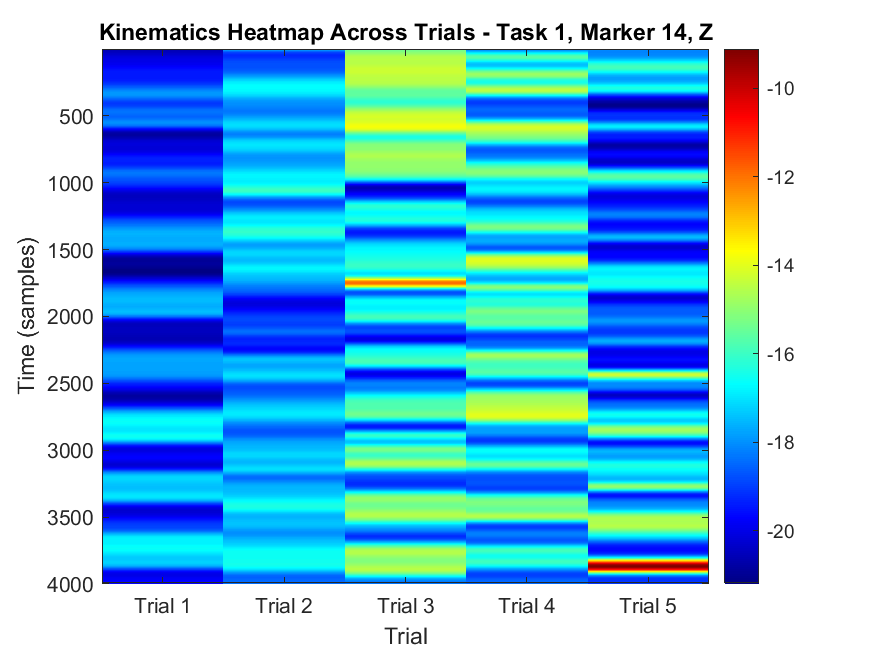 Kinematics Heatmap Across Trials - Task 1, Marker 14, Z
500
1000
1500
2000
2500
3000
3500
4000
Time (samples)
Trial 1
Trial 2
Trial 3
Trial 4
Trial 5
Trial
-10
-12
-14
-16
-18
-20